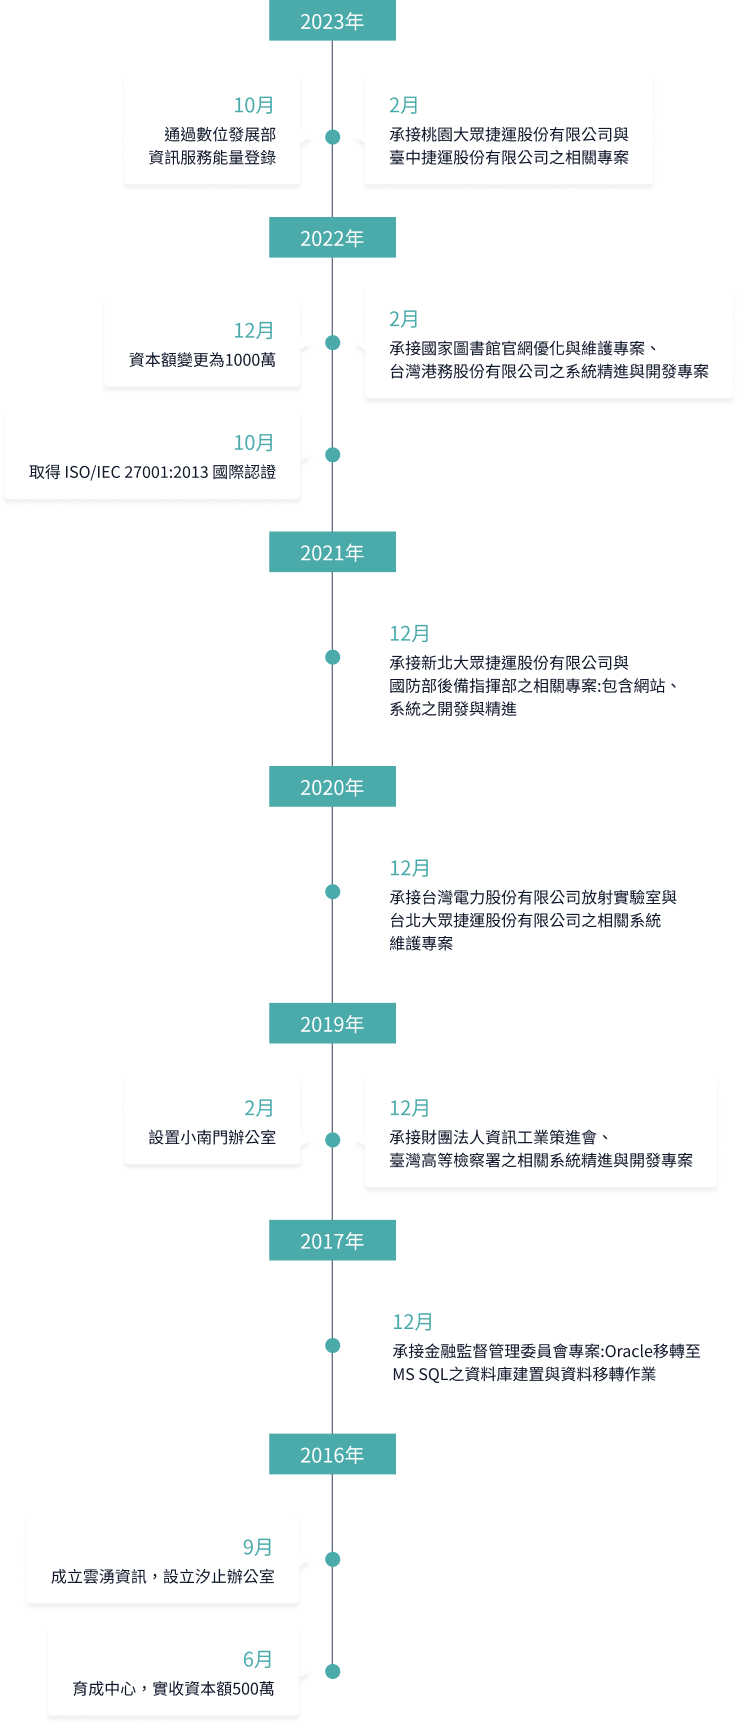 2023年
10月
通過數位發展部
資訊服務能量登錄
2月
承接桃園大眾捷運股份有限公司與
臺中捷運股份有限公司之相關專案
2022年
12月
資本額變更為1000萬
2月
承接國家圖書館官網優化與維護專案、
台灣港務股份有限公司之系統精進與開發專案
10月
取得 ISO/IEC 27001:2013 國際認證
2021年
12月
承接新北大眾捷運股份有限公司與
國防部後備指揮部之相關專案:包含網站、
系統之開發與精進
2020年
12月
承接台灣電力股份有限公司放射實驗室與
台北大眾捷運股份有限公司之相關系統
維護專案
2019年
2月
設置小南門辦公室
12月
承接財團法人資訊工業策進會、
臺灣高等檢察署之相關系統精進與開發專案
2017年
12月
承接金融監督管理委員會專案:Oracle移轉至
MS SQL之資料庫建置與資料移轉作業
2016年
9月
成立雲湧資訊，設立汐止辦公室
6月
育成中心，實收資本額500萬